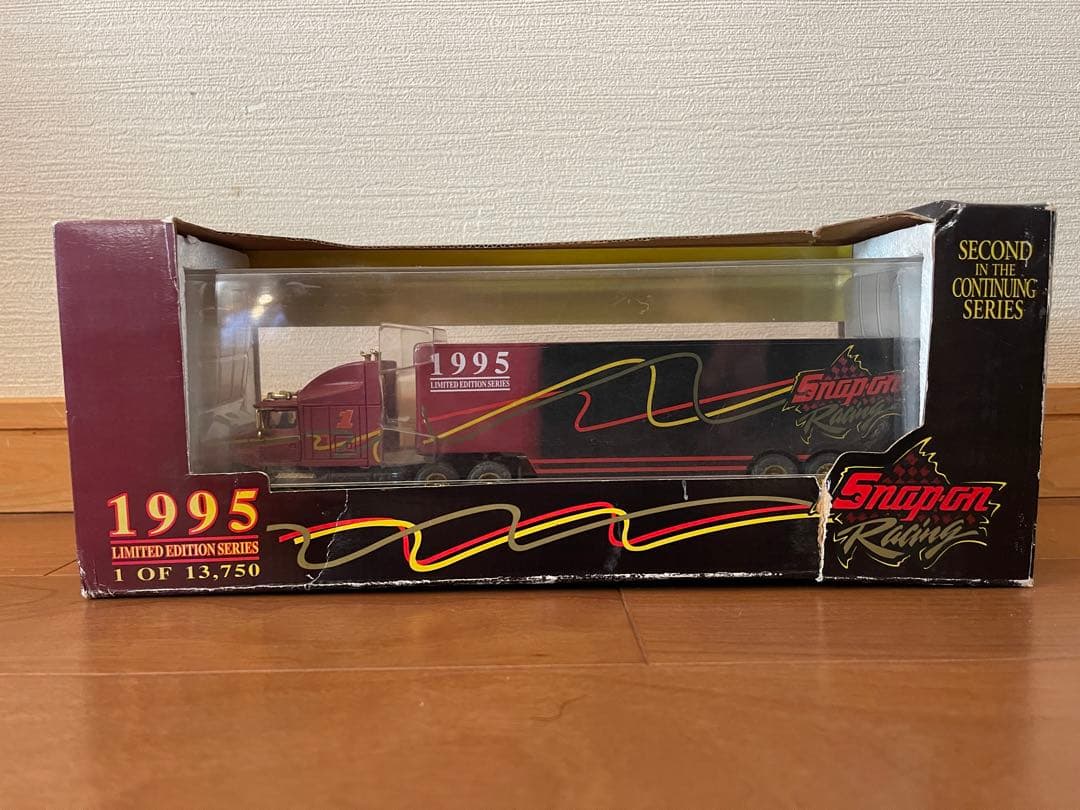 SECOND
IN THE
CONTINUING
SERIES
1995
LIMITED EDITION SERIES
Snap-on
Racing
1
1995
LIMITED EDITION SERIES
1 OF 13,750
Snap-on
Racing